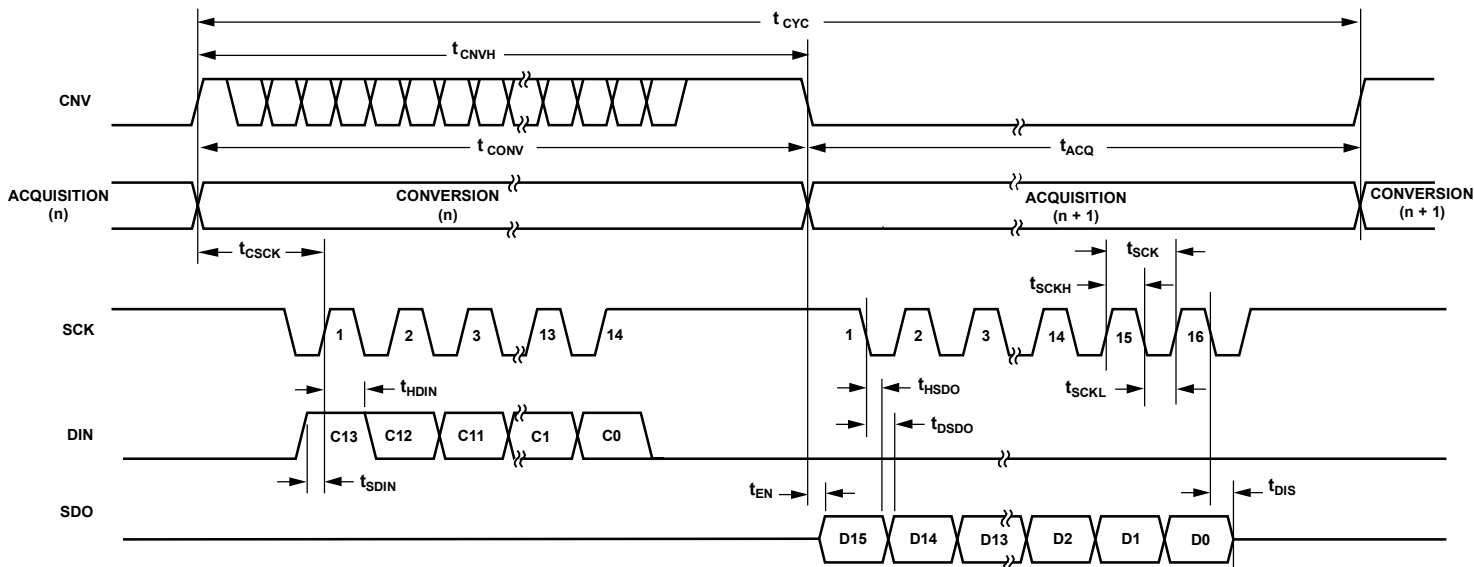 tCYC
tCNVH
CNV
tCONV
tACQ
ACQUISITION
(n)
CONVERSION
(n)
ACQUISITION
(n + 1)
CONVERSION
(n + 1)
tCSCK
tSCK
tSCKH
SCK
1 2 3 13 14 1 2 3 14 15 16
tHDIN
tHSDO
tSCKL
DIN
C13 C12 C11 C1 C0
tDSDO
tSDIN
tEN
tDIS
SDO
D15 D14 D13 D2 D1 D0